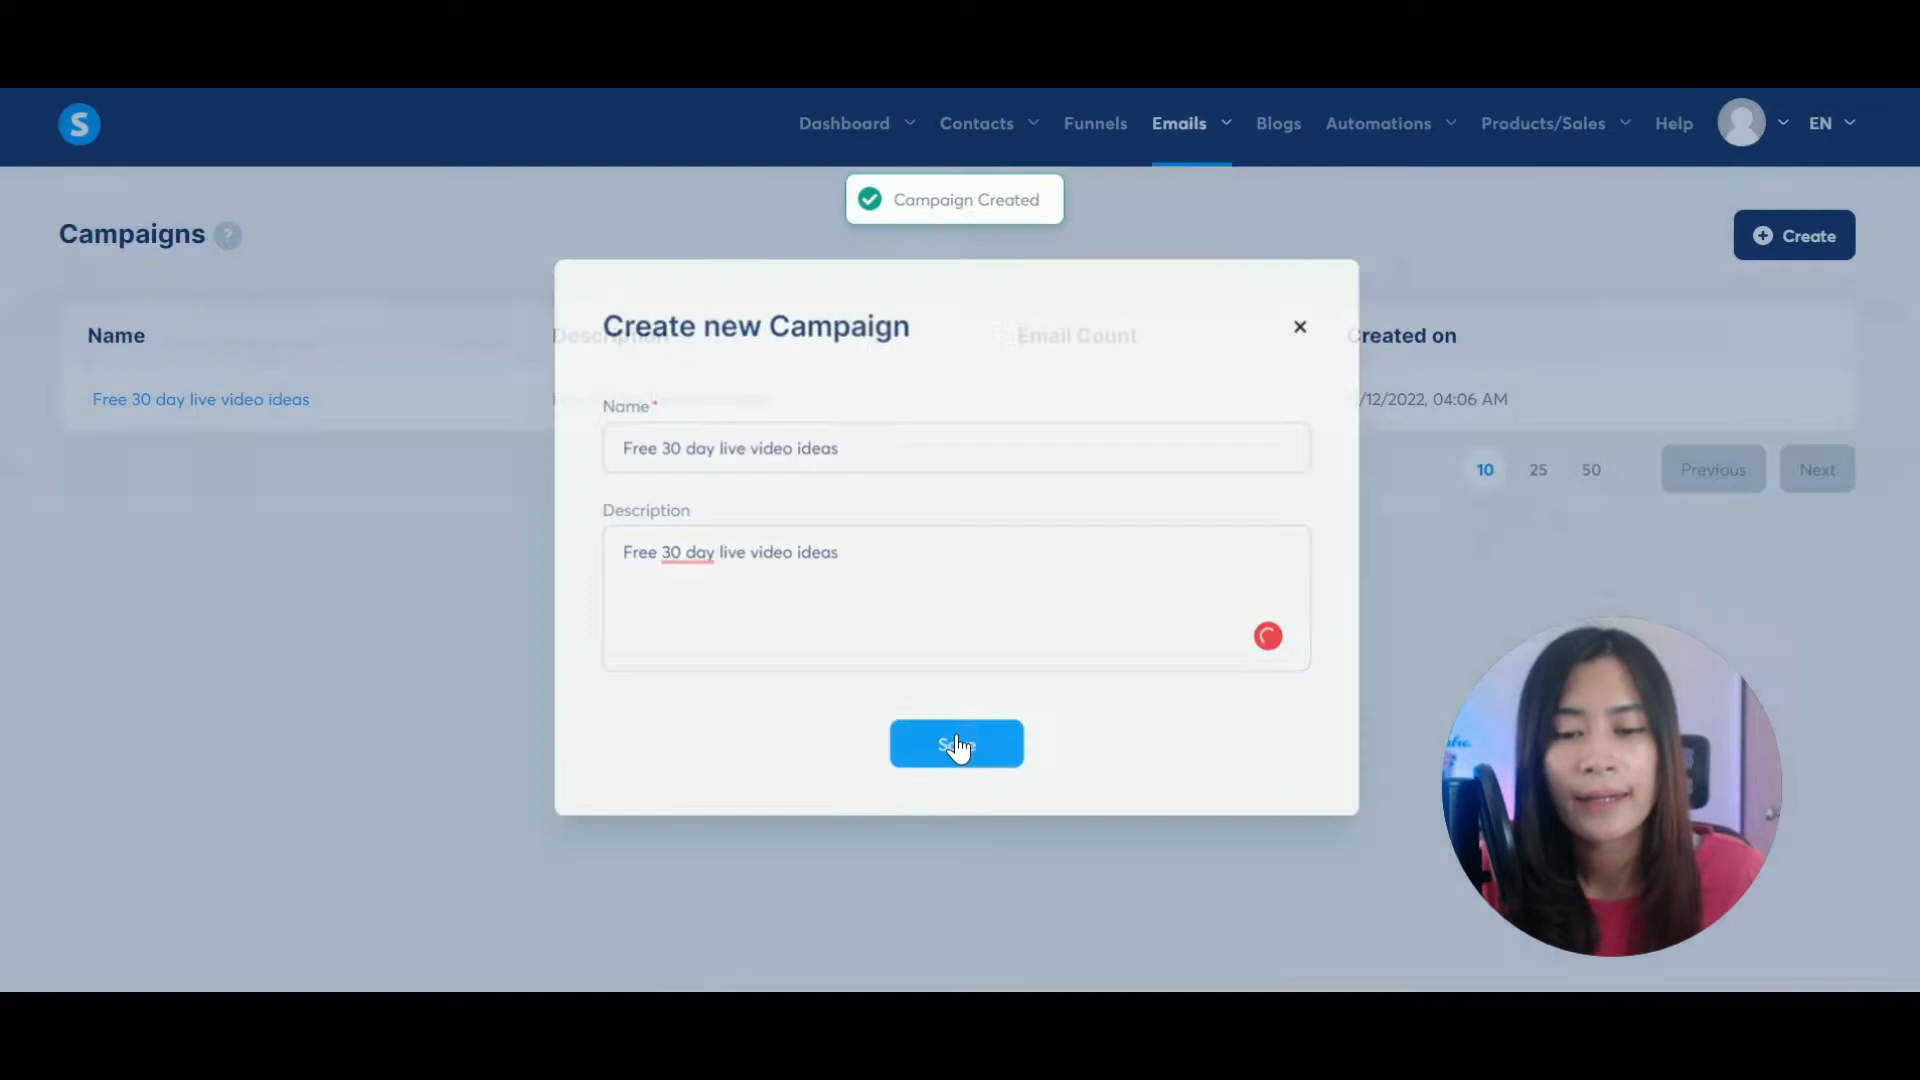 S
Dashboard Contacts Funnels Emails Blogs Automations Products/Sales Help EN
Campaign Created
Campaigns ?
Create
Create new Campaign
Name Description Email Count Created on
Name*
Free 30 day live video ideas /12/2022, 04:06 AM
Free 30 day live video ideas
10 25 50 Previous Next
Description
Free 30 day live video ideas
Save